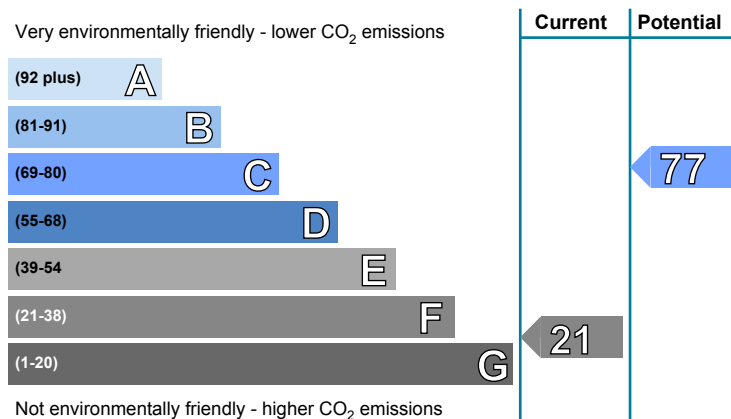 Very environmentally friendly - lower CO₂ emissions
Current
Potential
(92 plus) A
(81-91) B
(69-80) C
77
(55-68) D
(39-54 E
(21-38) F
21
(1-20) G
Not environmentally friendly - higher CO₂ emissions